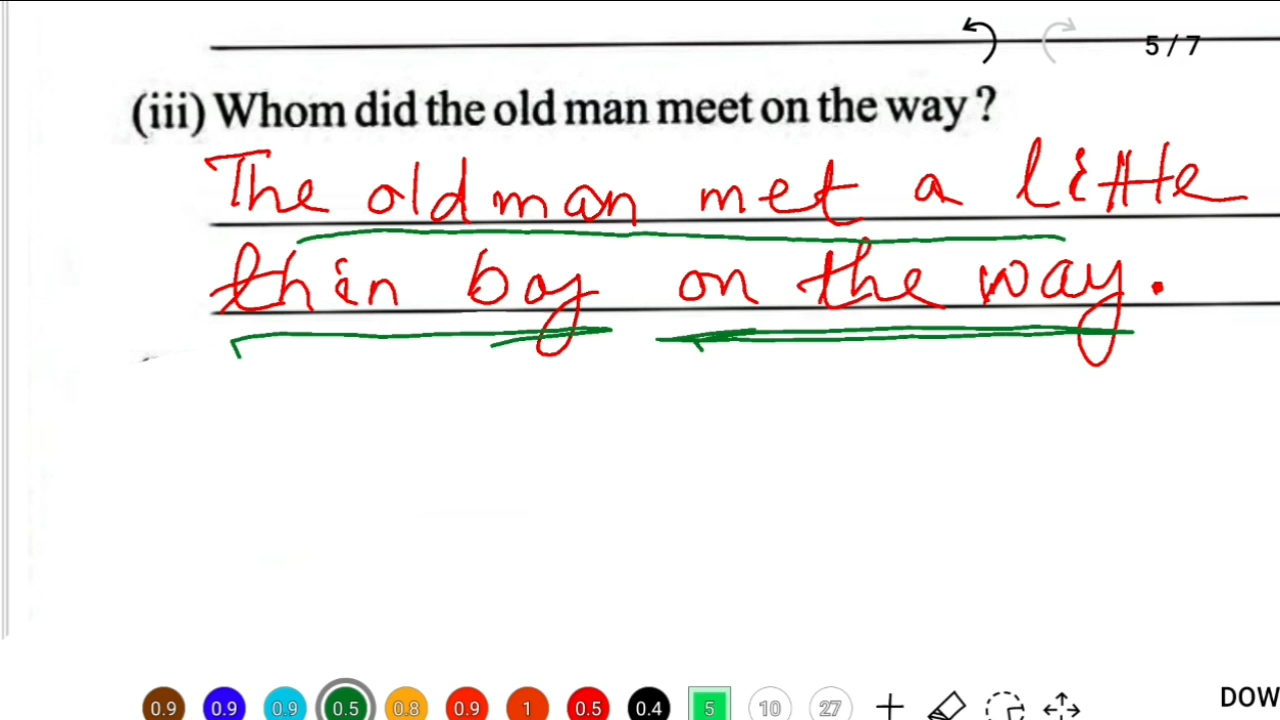 5 / 7
(iii) Whom did the old man meet on the way ?
The old man met a little
thin boy on the way.
0.9 0.9 0.9 0.5 0.8 0.9 1 0.5 0.4 5 10 27
DOW